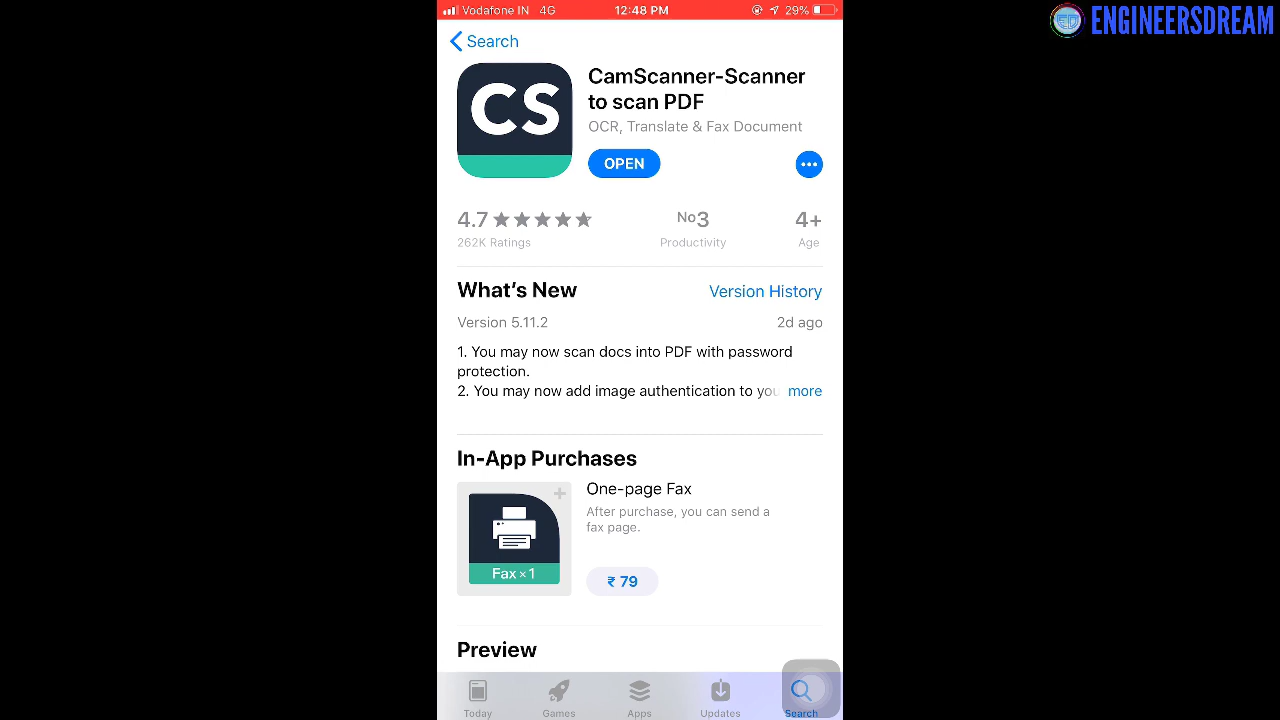 Vodafone IN 4G 12:48 PM 29%
ENGINEERSDREAM
ED
Search
CS
CamScanner-Scanner
to scan PDF
OCR, Translate & Fax Document
OPEN
4.7
No3
4+
262K Ratings
Productivity
Age
What's New
Version History
Version 5.11.2
2d ago
1. You may now scan docs into PDF with password
protection.
2. You may now add image authentication to you more
In-App Purchases
One-page Fax
After purchase, you can send a
fax page.
Fax×1
₹ 79
Preview
Today
Games
Apps
Updates
Search